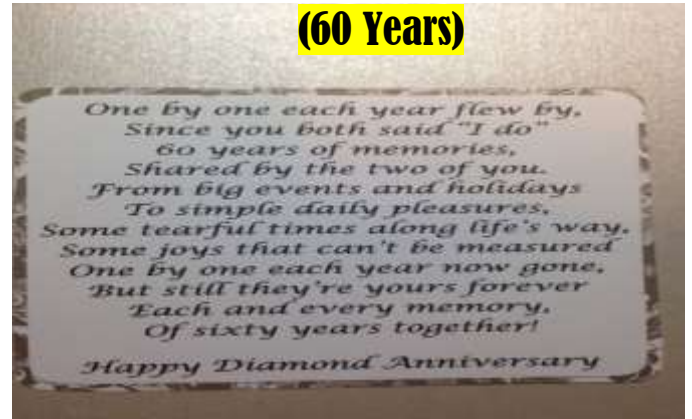 (60 Years)
One by one each year flew by,
Since you both said "I do"
60 years of memories,
Shared by the two of you.
From big events and holidays
To simple daily pleasures,
Some tearful times along life's way,
Some joys that can't be measured
One by one each year now gone,
But still they're yours forever
Each and every memory,
Of sixty years together!
Happy Diamond Anniversary